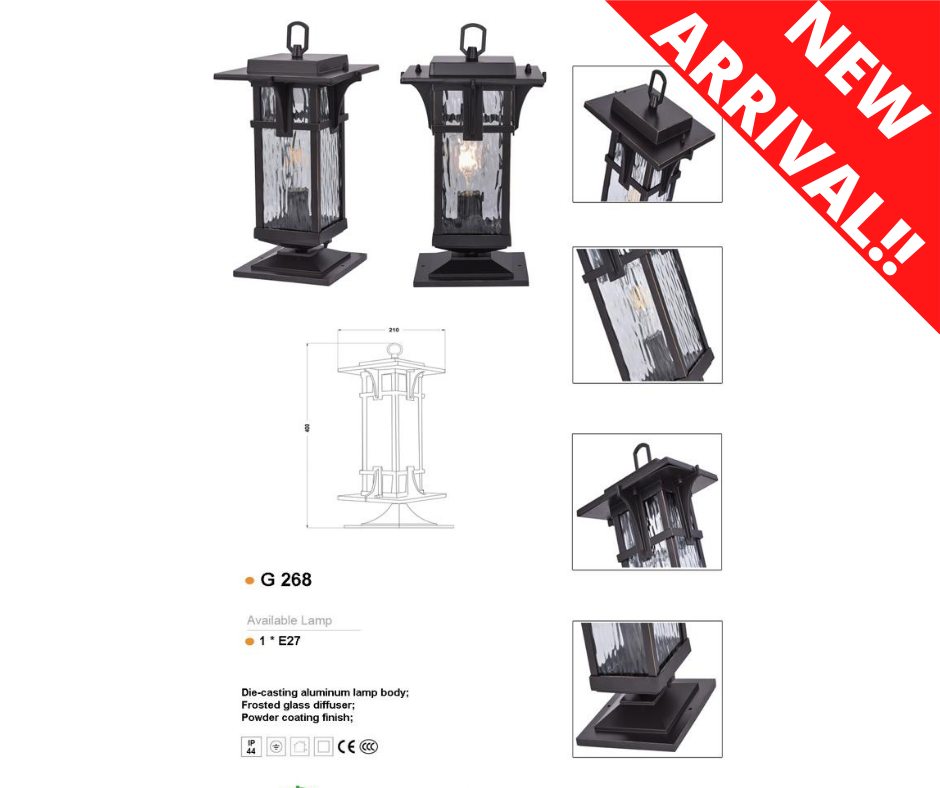 NEW
ARRIVAL!!
210
400
G 268
Available Lamp
1 * E27
Die-casting aluminum lamp body;
Frosted glass diffuser;
Powder coating finish;
IP
44
CE CCC